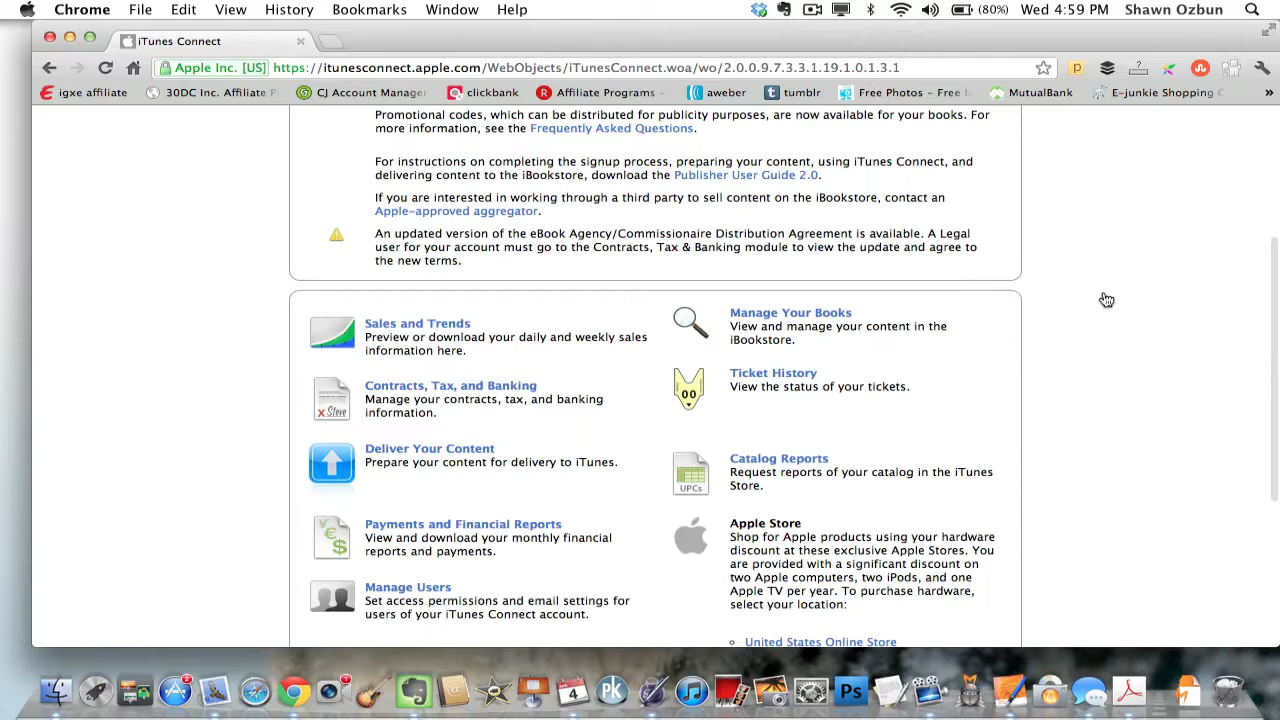 Chrome File Edit View History Bookmarks Window Help (80%) Wed 4:59 PM Shawn Ozbun
iTunes Connect
Apple Inc. [US] https://itunesconnect.apple.com/WebObjects/iTunesConnect.woa/wo/2.0.0.9.7.3.3.1.19.1.0.1.3.1
igxe affiliate 30DC Inc. Affiliate P CJ Account Manager clickbank Affiliate Programs - aweber tumblr Free Photos - Free I MutualBank E-junkie Shopping C »
Promotional codes, which can be distributed for publicity purposes, are now available for your books. For
more information, see the Frequently Asked Questions.
For instructions on completing the signup process, preparing your content, using iTunes Connect, and
delivering content to the iBookstore, download the Publisher User Guide 2.0.
If you are interested in working through a third party to sell content on the iBookstore, contact an
Apple-approved aggregator.
An updated version of the eBook Agency/Commissionaire Distribution Agreement is available. A Legal
user for your account must go to the Contracts, Tax & Banking module to view the update and agree to
the new terms.
Sales and Trends
Preview or download your daily and weekly sales
information here.
x Steve
Contracts, Tax, and Banking
Manage your contracts, tax, and banking
information.
Deliver Your Content
Prepare your content for delivery to iTunes.
Payments and Financial Reports
View and download your monthly financial
reports and payments.
Manage Users
Set access permissions and email settings for
users of your iTunes Connect account.
Manage Your Books
View and manage your content in the
iBookstore.
Ticket History
View the status of your tickets.
UPCs
Catalog Reports
Request reports of your catalog in the iTunes
Store.
Apple Store
Shop for Apple products using your hardware
discount at these exclusive Apple Stores. You
are provided with a significant discount on
two Apple computers, two iPods, and one
Apple TV per year. To purchase hardware,
select your location:
United States Online Store
2 1 4 PK Ps